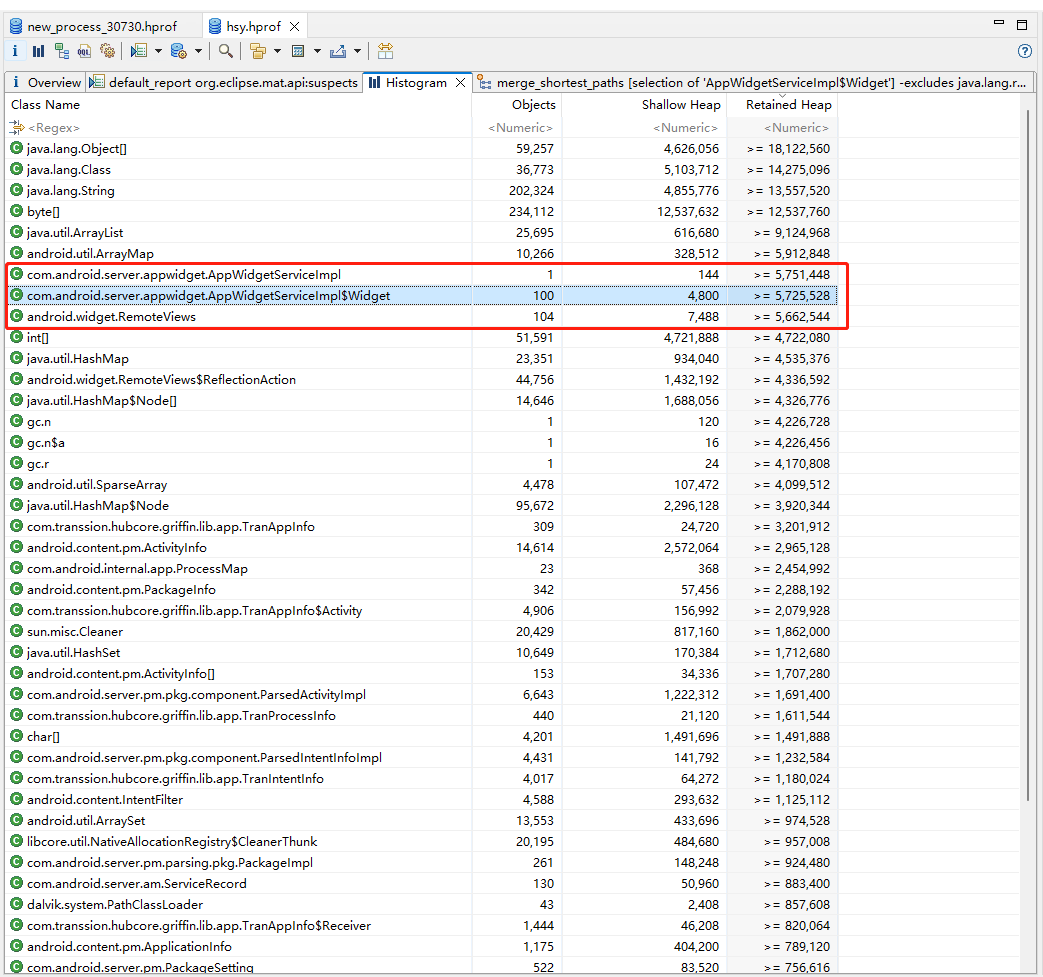 new_process_30730.hprof hsy.hprof
Overview default_report org.eclipse.mat.api:suspects Histogram merge_shortest_paths [selection of 'AppWidgetServiceImpl$Widget'] -excludes java.lang.r...
Class Name Objects Shallow Heap Retained Heap
<Regex> <Numeric> <Numeric> <Numeric>
java.lang.Object[] 59,257 4,626,056 >= 18,122,560
java.lang.Class 36,773 5,103,712 >= 14,275,096
java.lang.String 202,324 4,855,776 >= 13,557,520
byte[] 234,112 12,537,632 >= 12,537,760
java.util.ArrayList 25,695 616,680 >= 9,124,968
android.util.ArrayMap 10,266 328,512 >= 5,912,848
com.android.server.appwidget.AppWidgetServiceImpl 1 144 >= 5,751,448
com.android.server.appwidget.AppWidgetServiceImpl$Widget 100 4,800 >= 5,725,528
android.widget.RemoteViews 104 7,488 >= 5,662,544
int[] 51,591 4,721,888 >= 4,722,080
java.util.HashMap 23,351 934,040 >= 4,535,376
android.widget.RemoteViews$ReflectionAction 44,756 1,432,192 >= 4,336,592
java.util.HashMap$Node[] 14,646 1,688,056 >= 4,326,776
gc.n 1 120 >= 4,226,728
gc.n$a 1 16 >= 4,226,456
gc.r 1 24 >= 4,170,808
android.util.SparseArray 4,478 107,472 >= 4,099,512
java.util.HashMap$Node 95,672 2,296,128 >= 3,920,344
com.transsion.hubcore.griffin.lib.app.TranAppInfo 309 24,720 >= 3,201,912
android.content.pm.ActivityInfo 14,614 2,572,064 >= 2,965,128
com.android.internal.app.ProcessMap 23 368 >= 2,454,992
android.content.pm.PackageInfo 342 57,456 >= 2,288,192
com.transsion.hubcore.griffin.lib.app.TranAppInfo$Activity 4,906 156,992 >= 2,079,928
sun.misc.Cleaner 20,429 817,160 >= 1,862,000
java.util.HashSet 10,649 170,384 >= 1,712,680
android.content.pm.ActivityInfo[] 153 34,336 >= 1,707,280
com.android.server.pm.pkg.component.ParsedActivityImpl 6,643 1,222,312 >= 1,691,400
com.transsion.hubcore.griffin.lib.app.TranProcessInfo 440 21,120 >= 1,611,544
char[] 4,201 1,491,696 >= 1,491,888
com.android.server.pm.pkg.component.ParsedIntentInfoImpl 4,431 141,792 >= 1,232,584
com.transsion.hubcore.griffin.lib.app.TranIntentInfo 4,017 64,272 >= 1,180,024
android.content.IntentFilter 4,588 293,632 >= 1,125,112
android.util.ArraySet 13,553 433,696 >= 974,528
libcore.util.NativeAllocationRegistry$CleanerThunk 20,195 484,680 >= 957,008
com.android.server.pm.parsing.pkg.PackageImpl 261 148,248 >= 924,480
com.android.server.am.ServiceRecord 130 50,960 >= 883,400
dalvik.system.PathClassLoader 43 2,408 >= 857,608
com.transsion.hubcore.griffin.lib.app.TranAppInfo$Receiver 1,444 46,208 >= 820,064
android.content.pm.ApplicationInfo 1,175 404,200 >= 789,120
com.android.server.pm.PackageSetting 522 83,520 >= 756,616